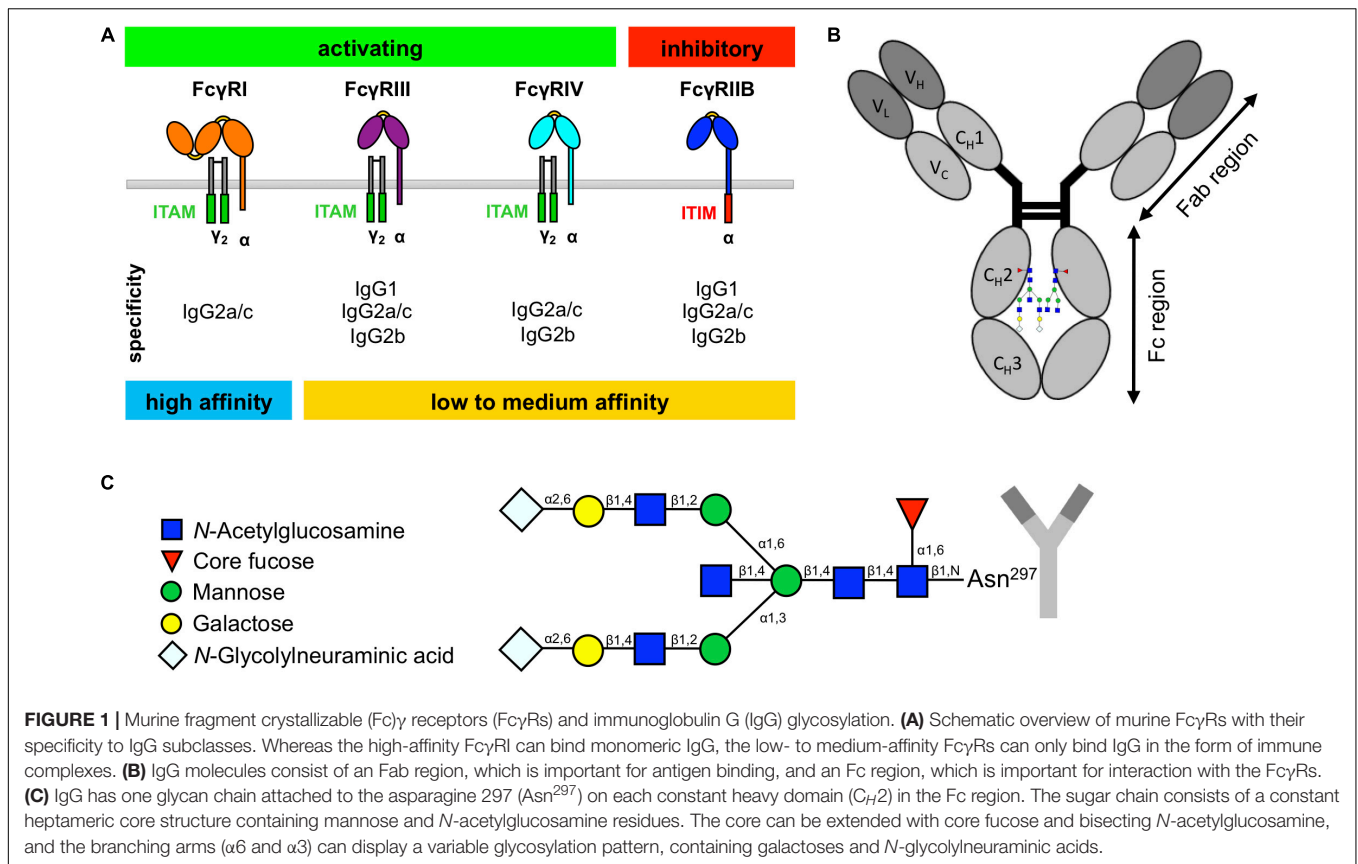 A
activating
inhibitory
FcγRI
FcγRIII
FcγRIV
FcγRIIB
ITAM
ITAM
ITAM
ITIM
γ2 α
γ2 α
γ2 α
α
specificity
IgG2a/c
IgG1
IgG2a/c
IgG2b
IgG2a/c
IgG2b
IgG1
IgG2a/c
IgG2b
high affinity
low to medium affinity
B
VH
VL
CH1
VC
CH2
CH3
Fab region
Fc region
C
N-Acetylglucosamine
Core fucose
Mannose
Galactose
N-Glycolylneuraminic acid
α2,6 β1,4 β1,2
α1,6
α1,6
β1,4 β1,4 β1,4 β1,N
Asn297
α1,3
α2,6 β1,4 β1,2
FIGURE 1 | Murine fragment crystallizable (Fc)γ receptors (FcγRs) and immunoglobulin G (IgG) glycosylation. (A) Schematic overview of murine FcγRs with their
specificity to IgG subclasses. Whereas the high-affinity FcγRI can bind monomeric IgG, the low- to medium-affinity FcγRs can only bind IgG in the form of immune
complexes. (B) IgG molecules consist of an Fab region, which is important for antigen binding, and an Fc region, which is important for interaction with the FcγRs.
(C) IgG has one glycan chain attached to the asparagine 297 (Asn297) on each constant heavy domain (CH2) in the Fc region. The sugar chain consists of a constant
heptameric core structure containing mannose and N-acetylglucosamine residues. The core can be extended with core fucose and bisecting N-acetylglucosamine,
and the branching arms (α6 and α3) can display a variable glycosylation pattern, containing galactoses and N-glycolylneuraminic acids.